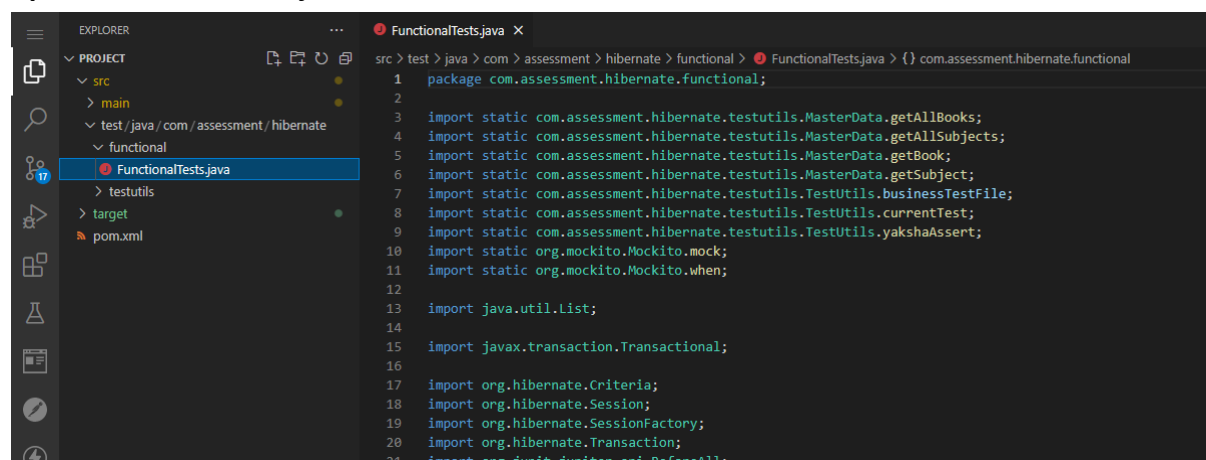 EXPLORER
PROJECT
src
main
test/java/com/assessment/hibernate
functional
FunctionalTests.java
testutils
target
pom.xml
17
FunctionalTests.java
src > test > java > com > assessment > hibernate > functional > FunctionalTests.java > {} com.assessment.hibernate.functional
1 package com.assessment.hibernate.functional;
2
3 import static com.assessment.hibernate.testutils.MasterData.getAllBooks;
4 import static com.assessment.hibernate.testutils.MasterData.getAllSubjects;
5 import static com.assessment.hibernate.testutils.MasterData.getBook;
6 import static com.assessment.hibernate.testutils.MasterData.getSubject;
7 import static com.assessment.hibernate.testutils.TestUtils.businessTestFile;
8 import static com.assessment.hibernate.testutils.TestUtils.currentTest;
9 import static com.assessment.hibernate.testutils.TestUtils.yakshaAssert;
10 import static org.mockito.Mockito.mock;
11 import static org.mockito.Mockito.when;
12
13 import java.util.List;
14
15 import javax.transaction.Transactional;
16
17 import org.hibernate.Criteria;
18 import org.hibernate.Session;
19 import org.hibernate.SessionFactory;
20 import org.hibernate.Transaction;
21 import org.junit.jupiter.api.BeforeAll;